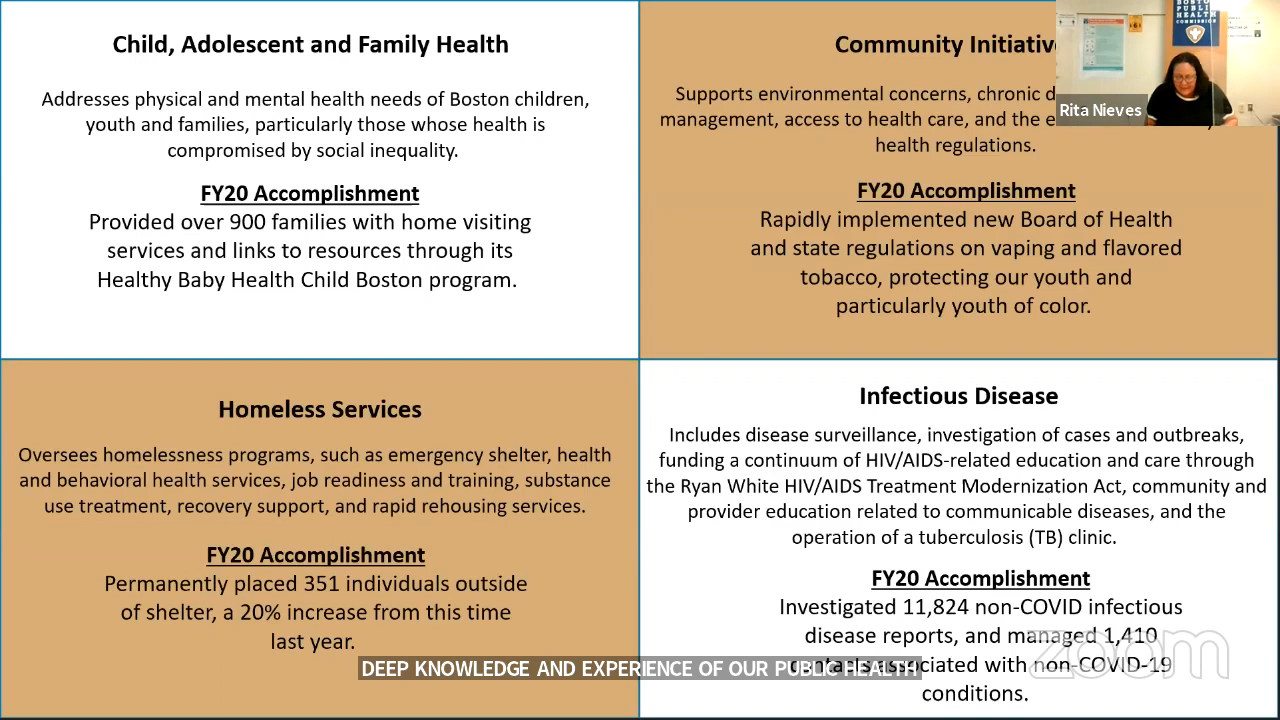 Child, Adolescent and Family Health
Addresses physical and mental health needs of Boston children,
youth and families, particularly those whose health is
compromised by social inequality.
FY20 Accomplishment
Provided over 900 families with home visiting
services and links to resources through its
Healthy Baby Health Child Boston program.
Community Initiativ
Supports environmental concerns, chronic d
management, access to health care, and the e
health regulations.
FY20 Accomplishment
Rapidly implemented new Board of Health
and state regulations on vaping and flavored
tobacco, protecting our youth and
particularly youth of color.
BOSTO
PUBLIC
HEALTH
COMMISSION
Rita Nieves
Homeless Services
Oversees homelessness programs, such as emergency shelter, health
and behavioral health services, job readiness and training, substance
use treatment, recovery support, and rapid rehousing services.
FY20 Accomplishment
Permanently placed 351 individuals outside
of shelter, a 20% increase from this time
last year.
Infectious Disease
Includes disease surveillance, investigation of cases and outbreaks,
funding a continuum of HIV/AIDS-related education and care through
the Ryan White HIV/AIDS Treatment Modernization Act, community and
provider education related to communicable diseases, and the
operation of a tuberculosis (TB) clinic.
FY20 Accomplishment
Investigated 11,824 non-COVID infectious
disease reports, and managed 1,410
contacts associated with non-COVID-19
conditions.
DEEP KNOWLEDGE AND EXPERIENCE OF OUR PUBLIC HEALTH
zoom